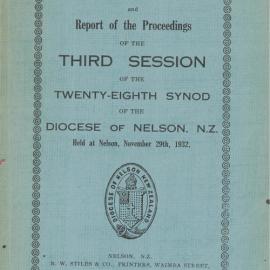 and
Report of the Proceedings
OF THE
THIRD SESSION
OF THE
TWENTY-EIGHTH SYNOD
OF THE
DIOCESE OF NELSON, N.Z.
Held at Nelson, November 29th, 1932.
DIOCESE OF NELSON NEW ZEALAND
NELSON, N.Z.
R. W. STILES & CO., PRINTERS, WAIMEA STREET,